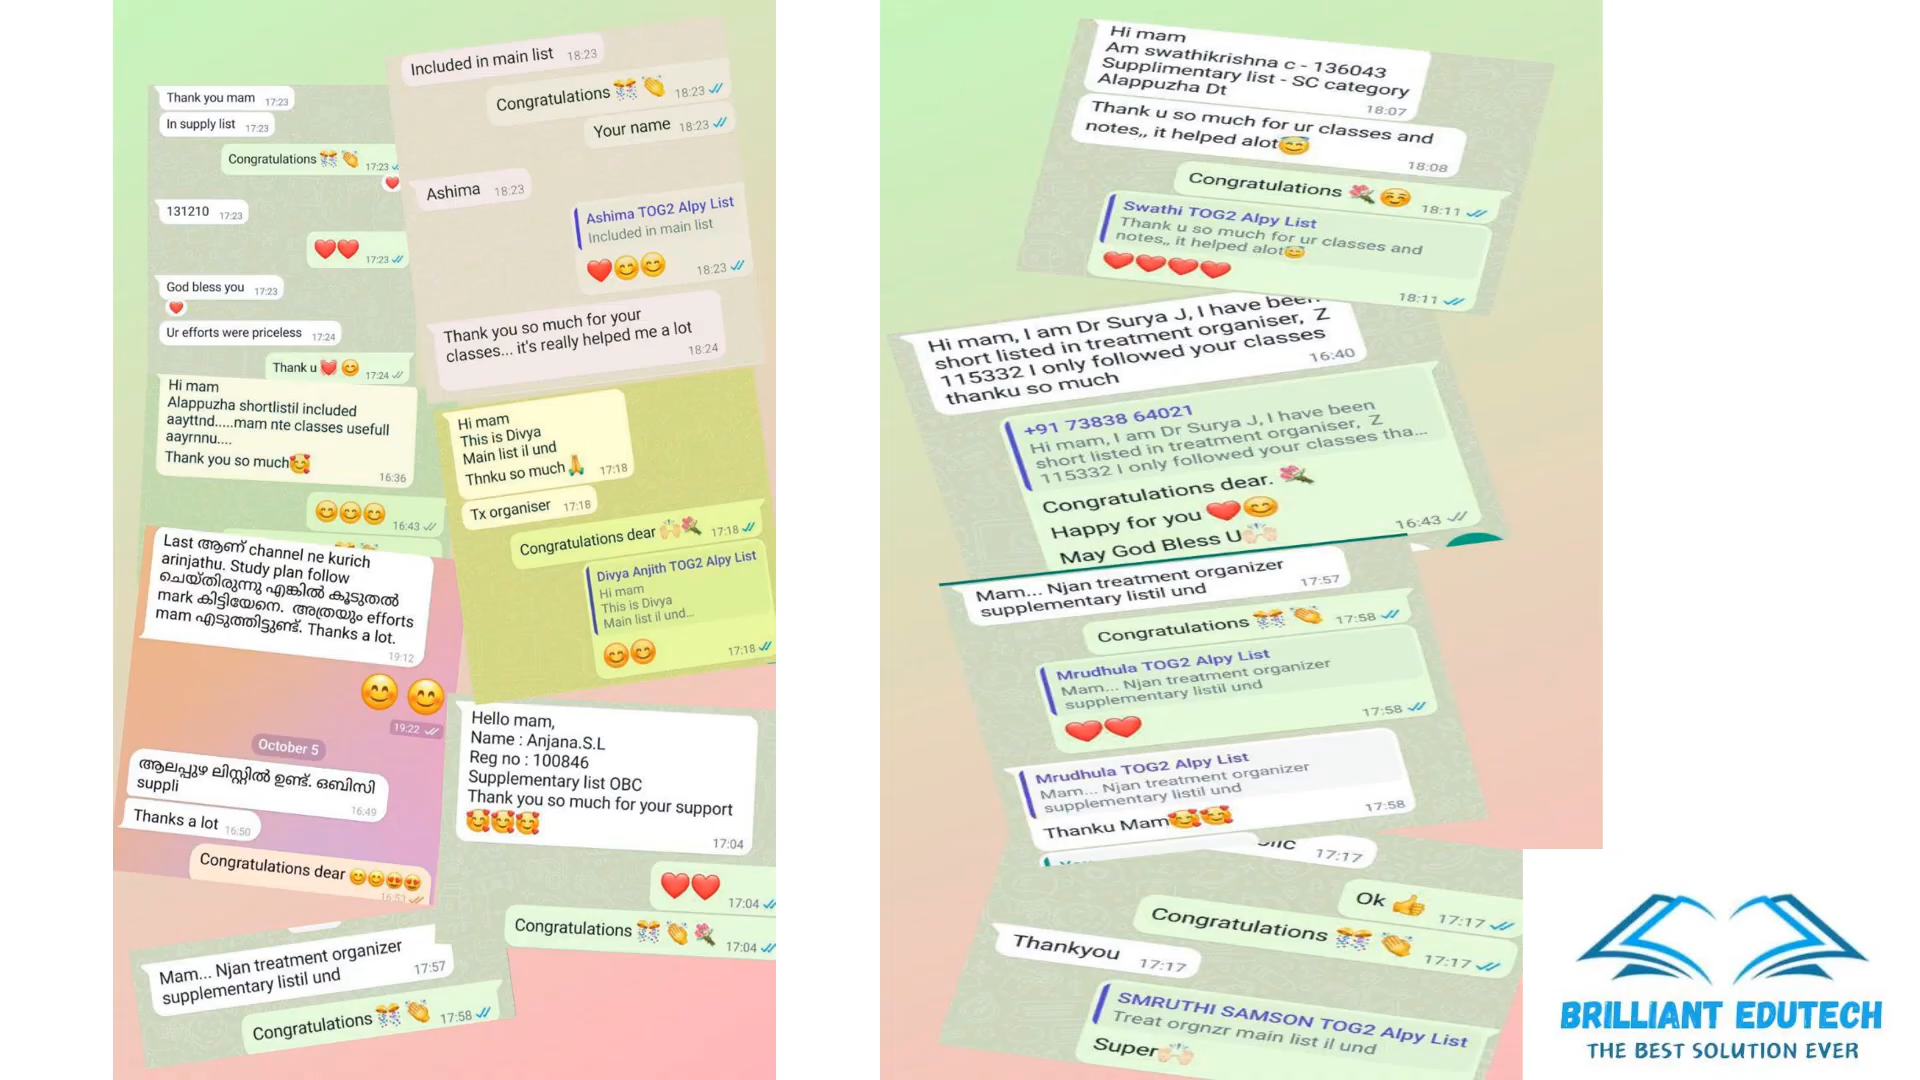 Thank you mam 17:23
In supply list 17:23
Congratulations 17:23
131210 17:23
17:23
God bless you 17:23
Ur efforts were priceless 17:24
Thank u 17:24
Hi mam
Alappuzha shortlistil included
aayttnd.....mam nte classes usefull
aayrnnu....
Thank you so much
16:36
16:43
Last ആണ് channel ne kurich
arinjathu. Study plan follow
ചെയ്തിരുന്നു എങ്കിൽ കൂടുതൽ
mark കിട്ടിയേനെ. അത്രയും efforts
mam എടുത്തിട്ടുണ്ട്. Thanks a lot.
19:12
19:22
October 5
ആലപ്പുഴ ലിസ്റ്റിൽ ഉണ്ട്. ഒബിസി
suppli
16:49
Thanks a lot 16:50
Congratulations dear
16:53
Mam... Njan treatment organizer
supplementary listil und
17:57
Congratulations 17:58
Included in main list 18:23
Congratulations 18:23
Your name 18:23
Ashima 18:23
Ashima TOG2 Alpy List
Included in main list
18:23
Thank you so much for your
classes... it's really helped me a lot
18:24
Hi mam
This is Divya
Main list il und
Thnku so much 17:18
Tx organiser 17:18
Congratulations dear 17:18
Divya Anjith TOG2 Alpy List
Hi mam
This is Divya
Main list il und...
17:18
Hello mam,
Name : Anjana.S.L
Reg no : 100846
Supplementary list OBC
Thank you so much for your support
17:04
17:04
Congratulations 17:04
Hi mam
Am swathikrishna c - 136043
Supplimentary list - SC category
Alappuzha Dt
18:07
Thank u so much for ur classes and
notes,, it helped alot
18:08
Congratulations 18:11
Swathi TOG2 Alpy List
Thank u so much for ur classes and
notes,, it helped alot
18:11
Hi mam, I am Dr Surya J, I have been
short listed in treatment organiser, Z
115332 I only followed your classes
thanku so much
16:40
+91 73838 64021
Hi mam, I am Dr Surya J, I have been
short listed in treatment organiser, Z
115332 I only followed your classes tha...
Congratulations dear.
Happy for you
May God Bless U
16:43
Mam... Njan treatment organizer
supplementary listil und
17:57
Congratulations 17:58
Mrudhula TOG2 Alpy List
Mam... Njan treatment organizer
supplementary listil und
17:58
Mrudhula TOG2 Alpy List
Mam... Njan treatment organizer
supplementary listil und
Thanku Mam
17:58
17:17
Ok 17:17
Congratulations 17:17
Thankyou 17:17
SMRUTHI SAMSON TOG2 Alpy List
Treat orgnzr main list il und
Super
BRILLIANT EDUTECH
THE BEST SOLUTION EVER